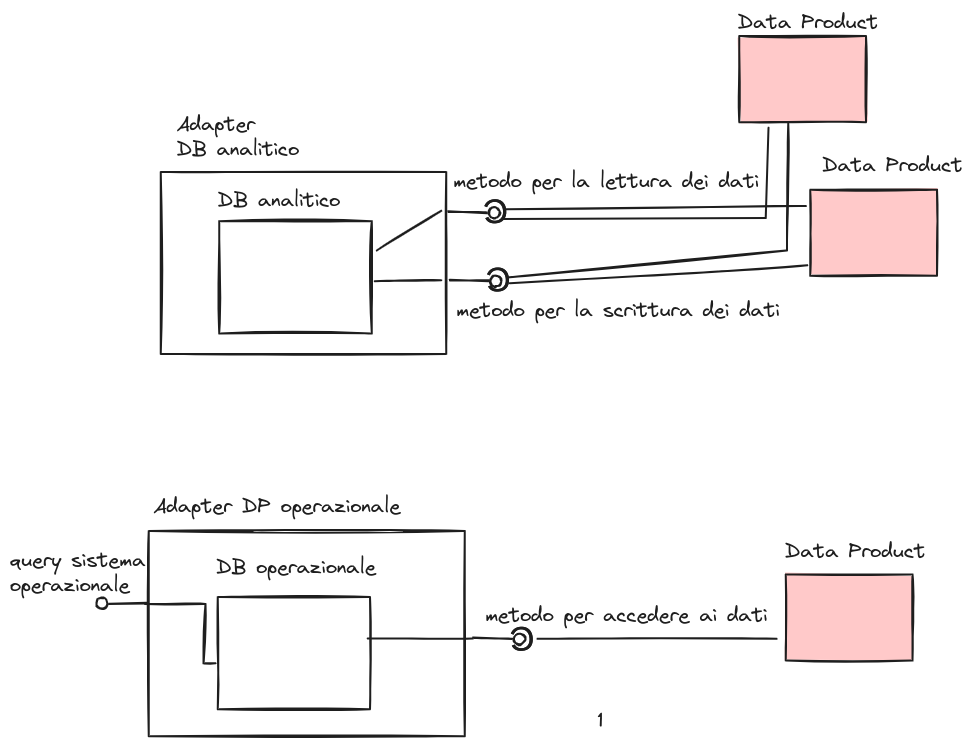 Data Product
Adapter
DB analitico
Data Product
metodo per la lettura dei dati
DB analitico
metodo per la scrittura dei dati
Adapter DP operazionale
query sistema
operazionale
DB operazionale
Data Product
metodo per accedere ai dati
1